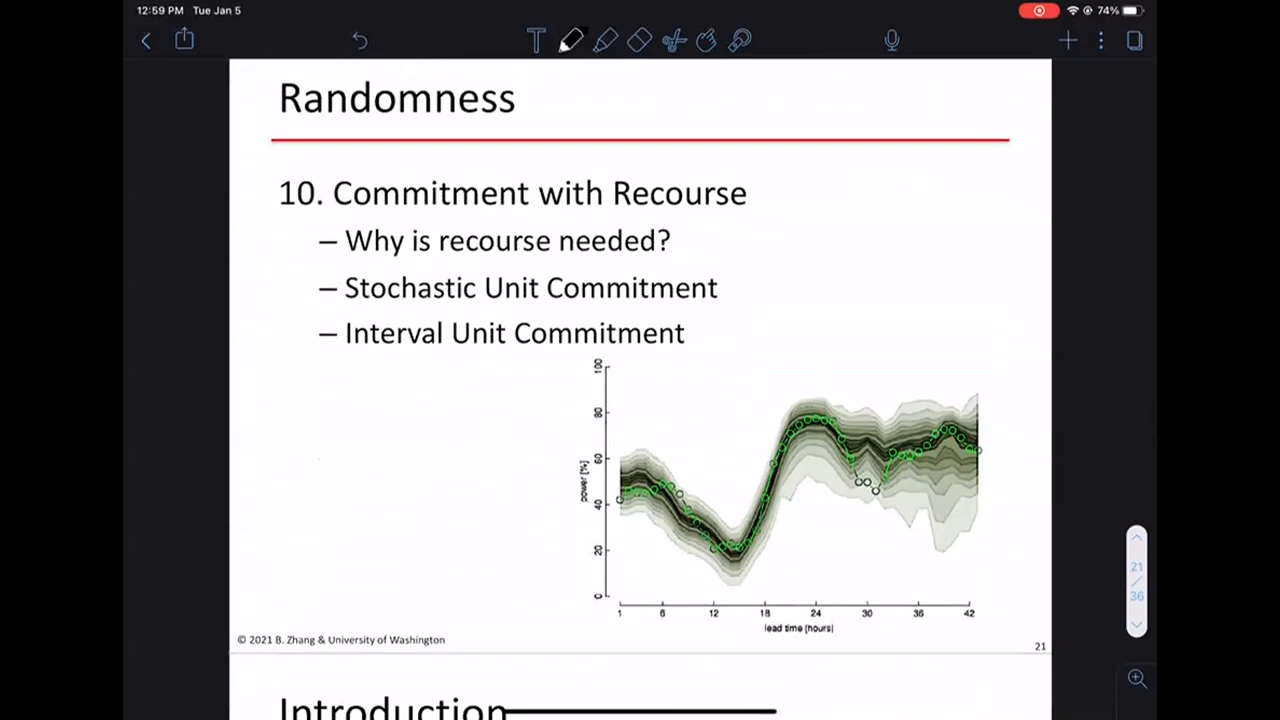 12:59 PM Tue Jan 5
74%
T
Randomness
10. Commitment with Recourse
– Why is recourse needed?
– Stochastic Unit Commitment
– Interval Unit Commitment
100
80
60
40
20
0
power [%]
1 6 12 18 24 30 36 42
lead time [hours]
© 2021 B. Zhang & University of Washington
21
21
/
36
Introduction